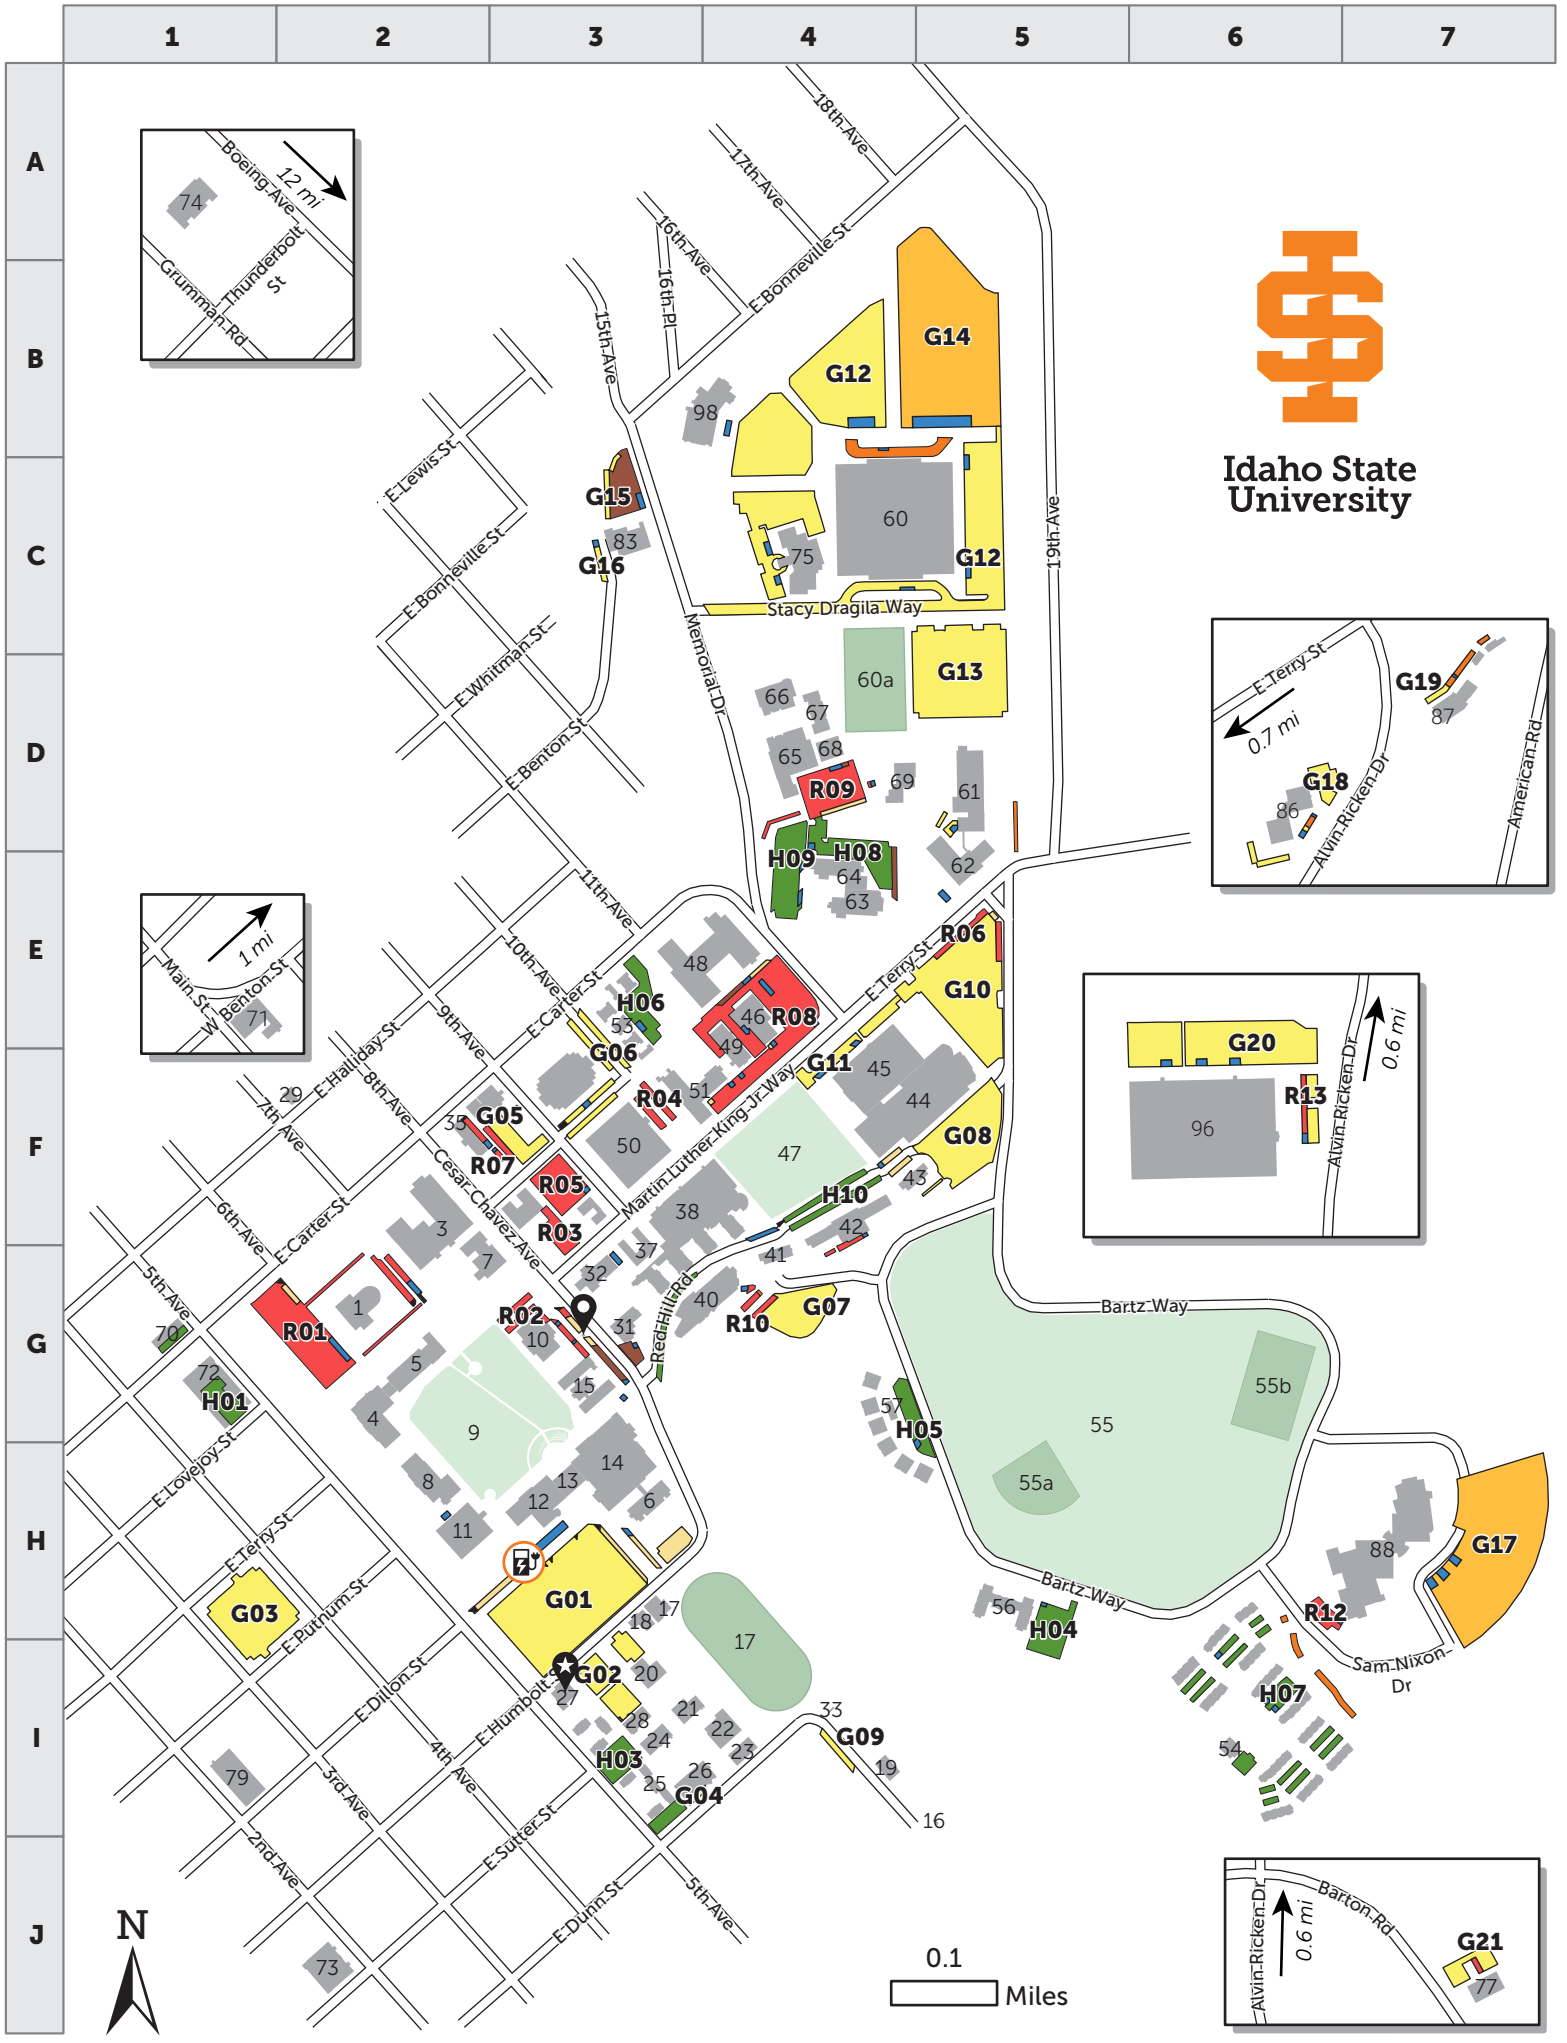 1 2 3 4 5 6 7
A
B
C
D
E
F
G
H
I
J
18th Ave
17th Ave
16th Ave
16th Pl
15th Ave
E Bonneville St
Boeing Ave
12 mi
74
Thunderbolt
St
Grumman Rd
Idaho State
University
G14
G12
98
E Lewis St
G15
83
G16
60
75
G12
19th Ave
E Bonneville St
Stacy Dragila Way
Memorial Dr
E Whitman St
60a
G13
66
67
65
68
R09
69
61
E Benton St
E Terry St
0.7 mi
G19
87
G18
86
Alvin Ricken Dr
American Rd
H09
H08
64
63
62
11th Ave
1 mi
Main St
W Benton St
71
10th Ave
E Carter St
48
H06
53
46
R08
49
G06
E Terry St
R06
G10
G11
45
44
9th Ave
E Halliday St
29
7th Ave
8th Ave
35
G05
R07
R04
51
50
Martin Luther King Jr Way
47
G08
43
G20
R13
96
Alvin Ricken Dr
0.6 mi
R05
R03
Cesar Chavez Ave
38
H10
42
41
37
32
3
7
6th Ave
E Carter St
5th Ave
1
R01
R02
10
31
Red Hill Rd
40
R10
G07
Bartz Way
70
72
H01
5
4
15
9
57
H05
55
55b
55a
E Lovejoy St
8
11
14
13
12
6
E Terry St
G03
E Putnum St
G01
18
17
17
88
G17
R12
Bartz Way
56
H04
Sam Nixon
Dr
G02
27
20
E Dillon St
E Humbolt St
28
21
22
24
23
33
G09
19
16
H03
25
26
G04
H07
54
79
4th Ave
3rd Ave
2nd Ave
E Sutter St
E Dunn St
5th Ave
73
N
0.1
Miles
Alvin Ricken Dr
0.6 mi
Barton Rd
G21
77